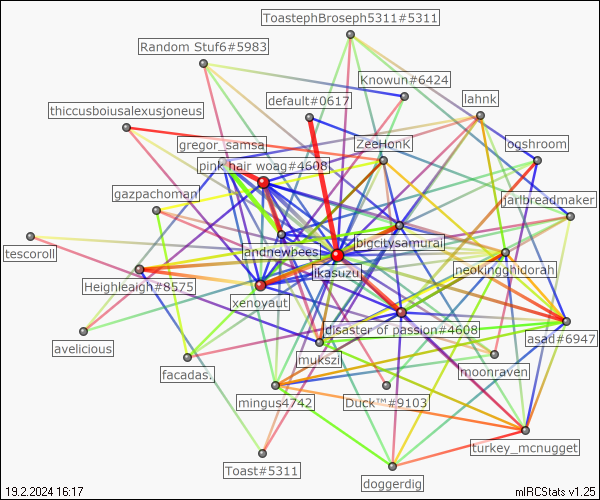 ToastephBroseph5311#5311
Random Stuf6#5983
Knowun#6424
default#0617
lahnk
thiccusboiusalexusjoneus
gregor_samsa
ZeeHonK
ogshroom
pink hair woag#4608
gazpachoman
jarlbreadmaker
bigcitysamurai
andnewbees
tescoroll
ikasuzu
neokingghidorah
Heighleaigh#8575
xenoyaut
disaster of passion#4608
asad#6947
avelicious
mukszi
facadas.
moonraven
mingus4742
Duck™#9103
turkey_mcnugget
Toast#5311
doggerdig
19.2.2024 16:17
mIRCStats v1.25